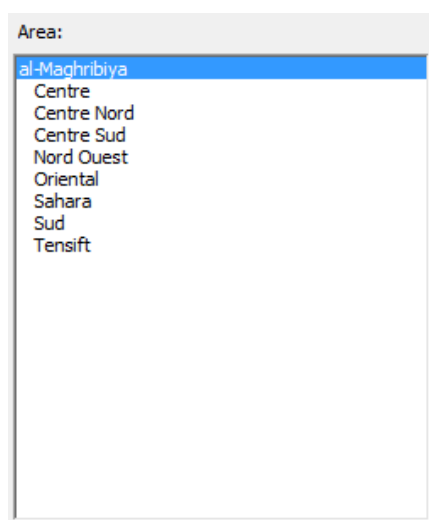 Area:
al-Maghribiya
Centre
Centre Nord
Centre Sud
Nord Ouest
Oriental
Sahara
Sud
Tensift